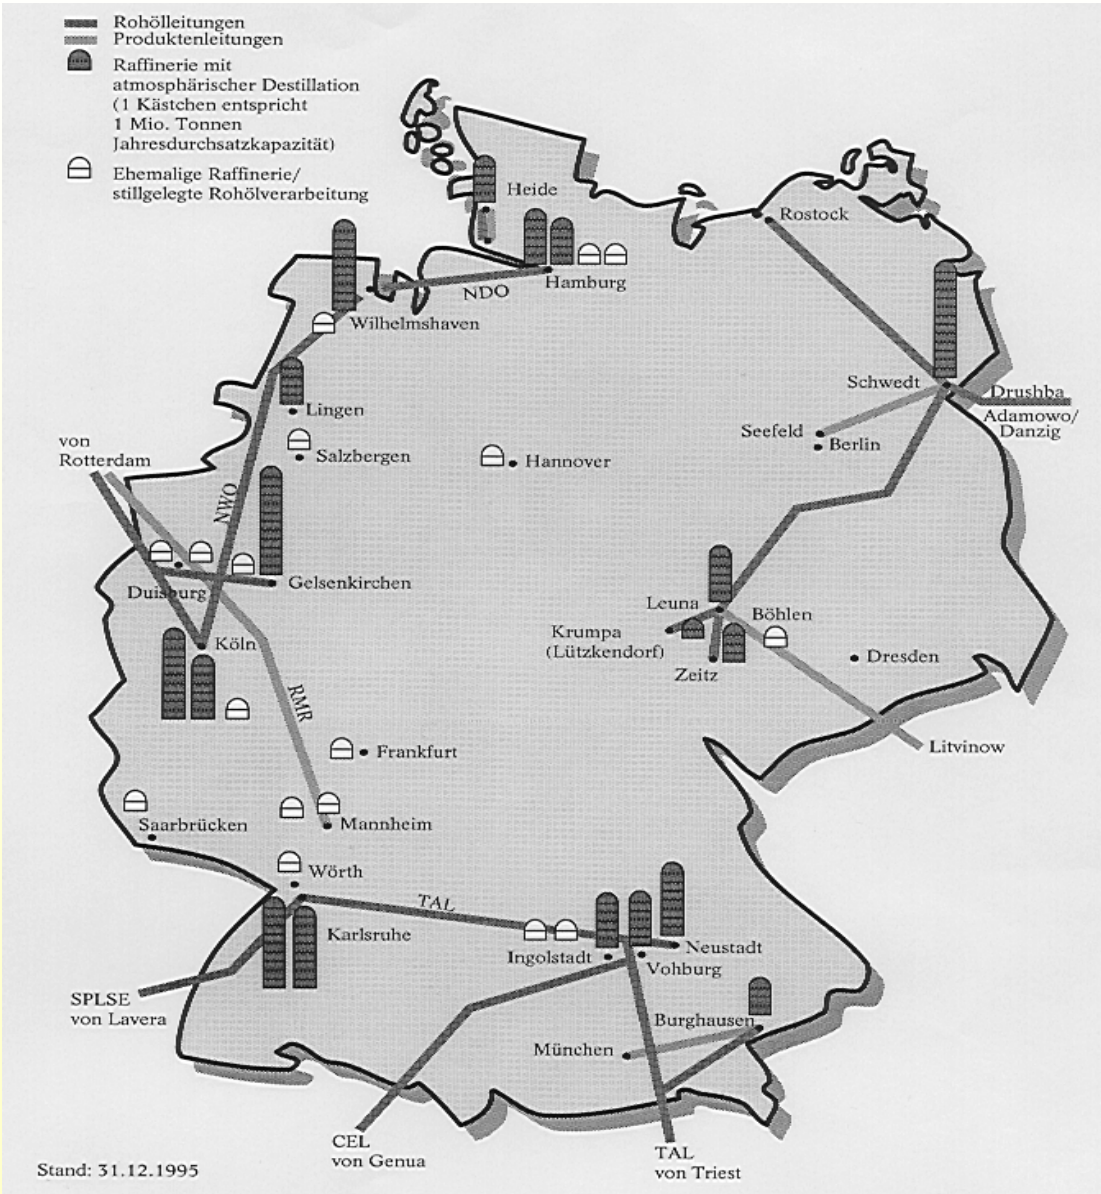 Rohölleitungen
Produktenleitungen
Raffinerie mit
atmosphärischer Destillation
(1 Kästchen entspricht
1 Mio. Tonnen
Jahresdurchsatzkapazität)
Ehemalige Raffinerie/
stillgelegte Rohölverarbeitung
Heide
Rostock
Hamburg
NDO
Wilhelmshaven
Schwedt
Drushba
Adamowo/
Danzig
Lingen
Seefeld
Berlin
von
Rotterdam
Salzbergen
Hannover
NWO
Gelsenkirchen
Duisburg
Leuna
Böhlen
Krumpa
(Lützkendorf)
Köln
Dresden
Zeitz
RMR
Litvinow
Frankfurt
Saarbrücken
Mannheim
Wörth
TAL
Karlsruhe
Neustadt
Ingolstadt
Vohburg
SPLSE
von Lavera
Burghausen
München
CEL
von Genua
TAL
von Triest
Stand: 31.12.1995